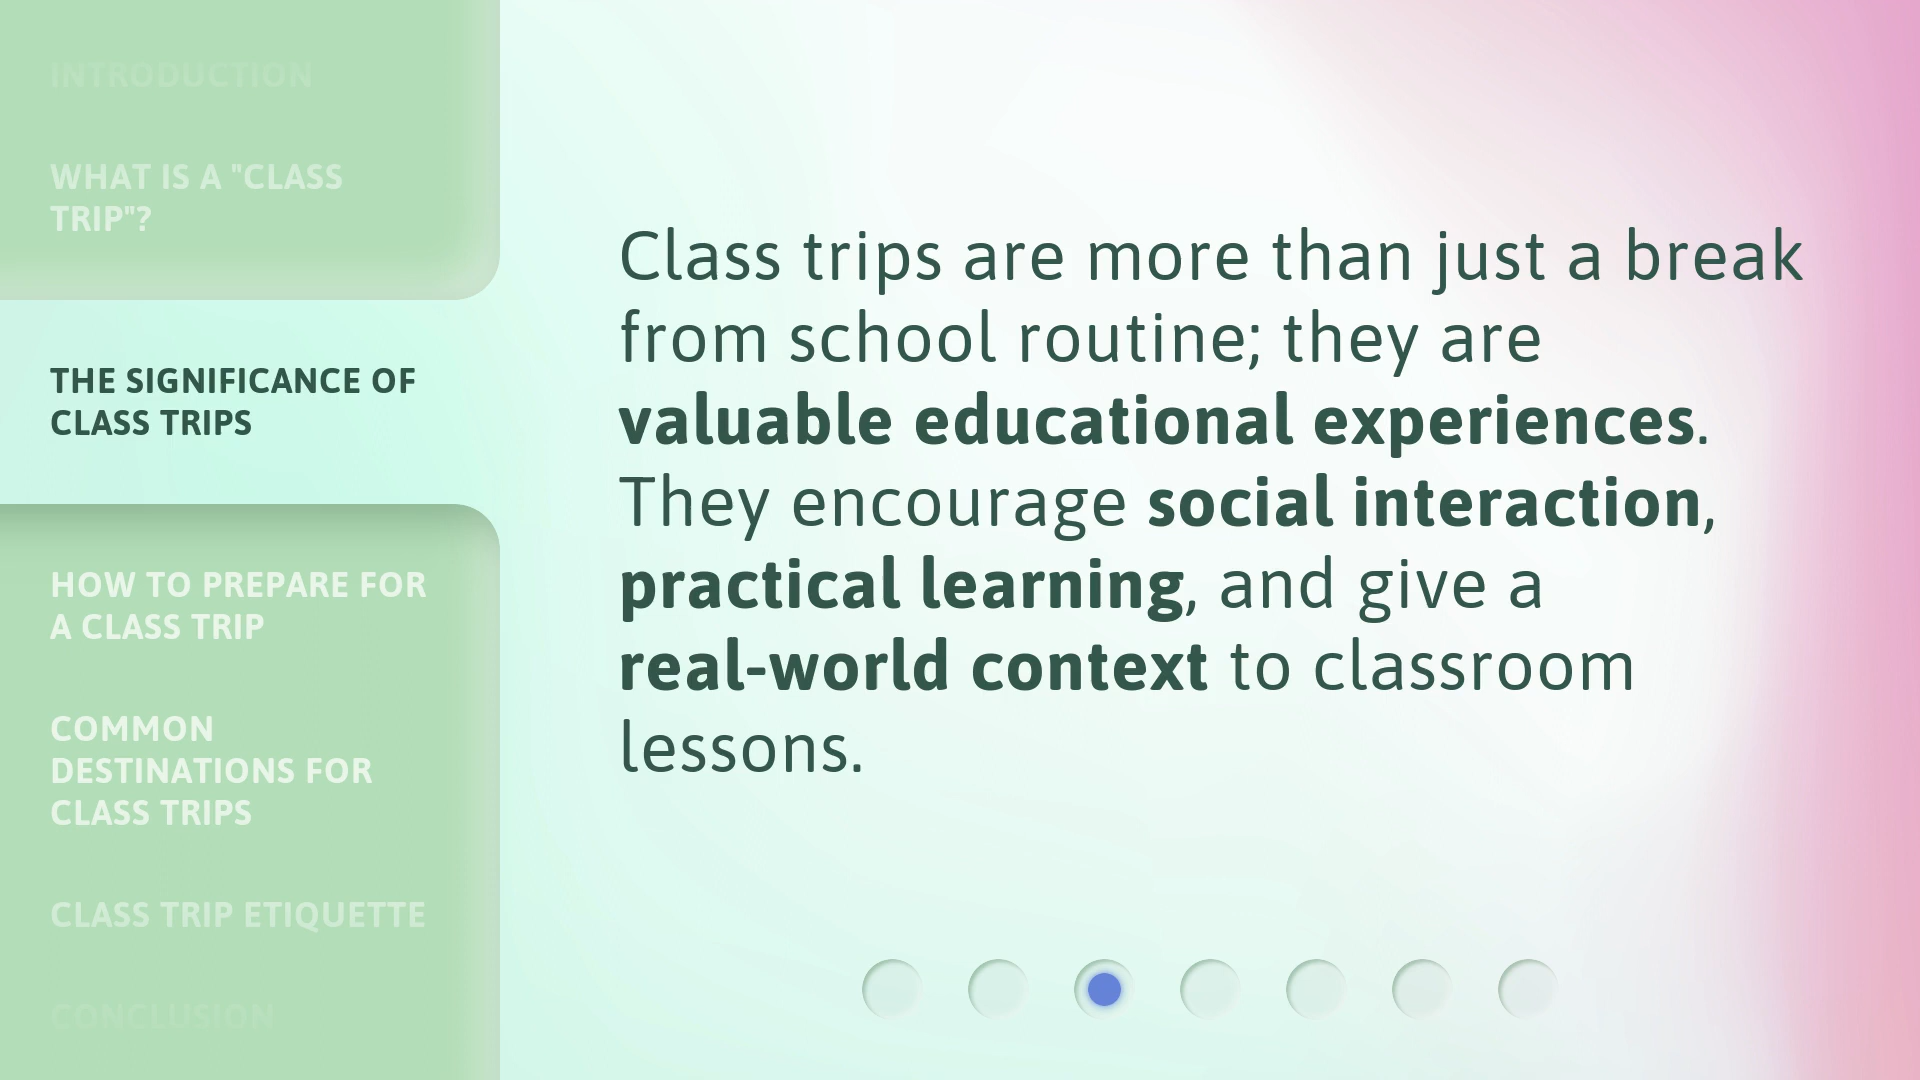 INTRODUCTION
WHAT IS A "CLASS
TRIP"?
THE SIGNIFICANCE OF
CLASS TRIPS
HOW TO PREPARE FOR
A CLASS TRIP
COMMON
DESTINATIONS FOR
CLASS TRIPS
CLASS TRIP ETIQUETTE
CONCLUSION
Class trips are more than just a break
from school routine; they are
valuable educational experiences.
They encourage social interaction,
practical learning, and give a
real-world context to classroom
lessons.